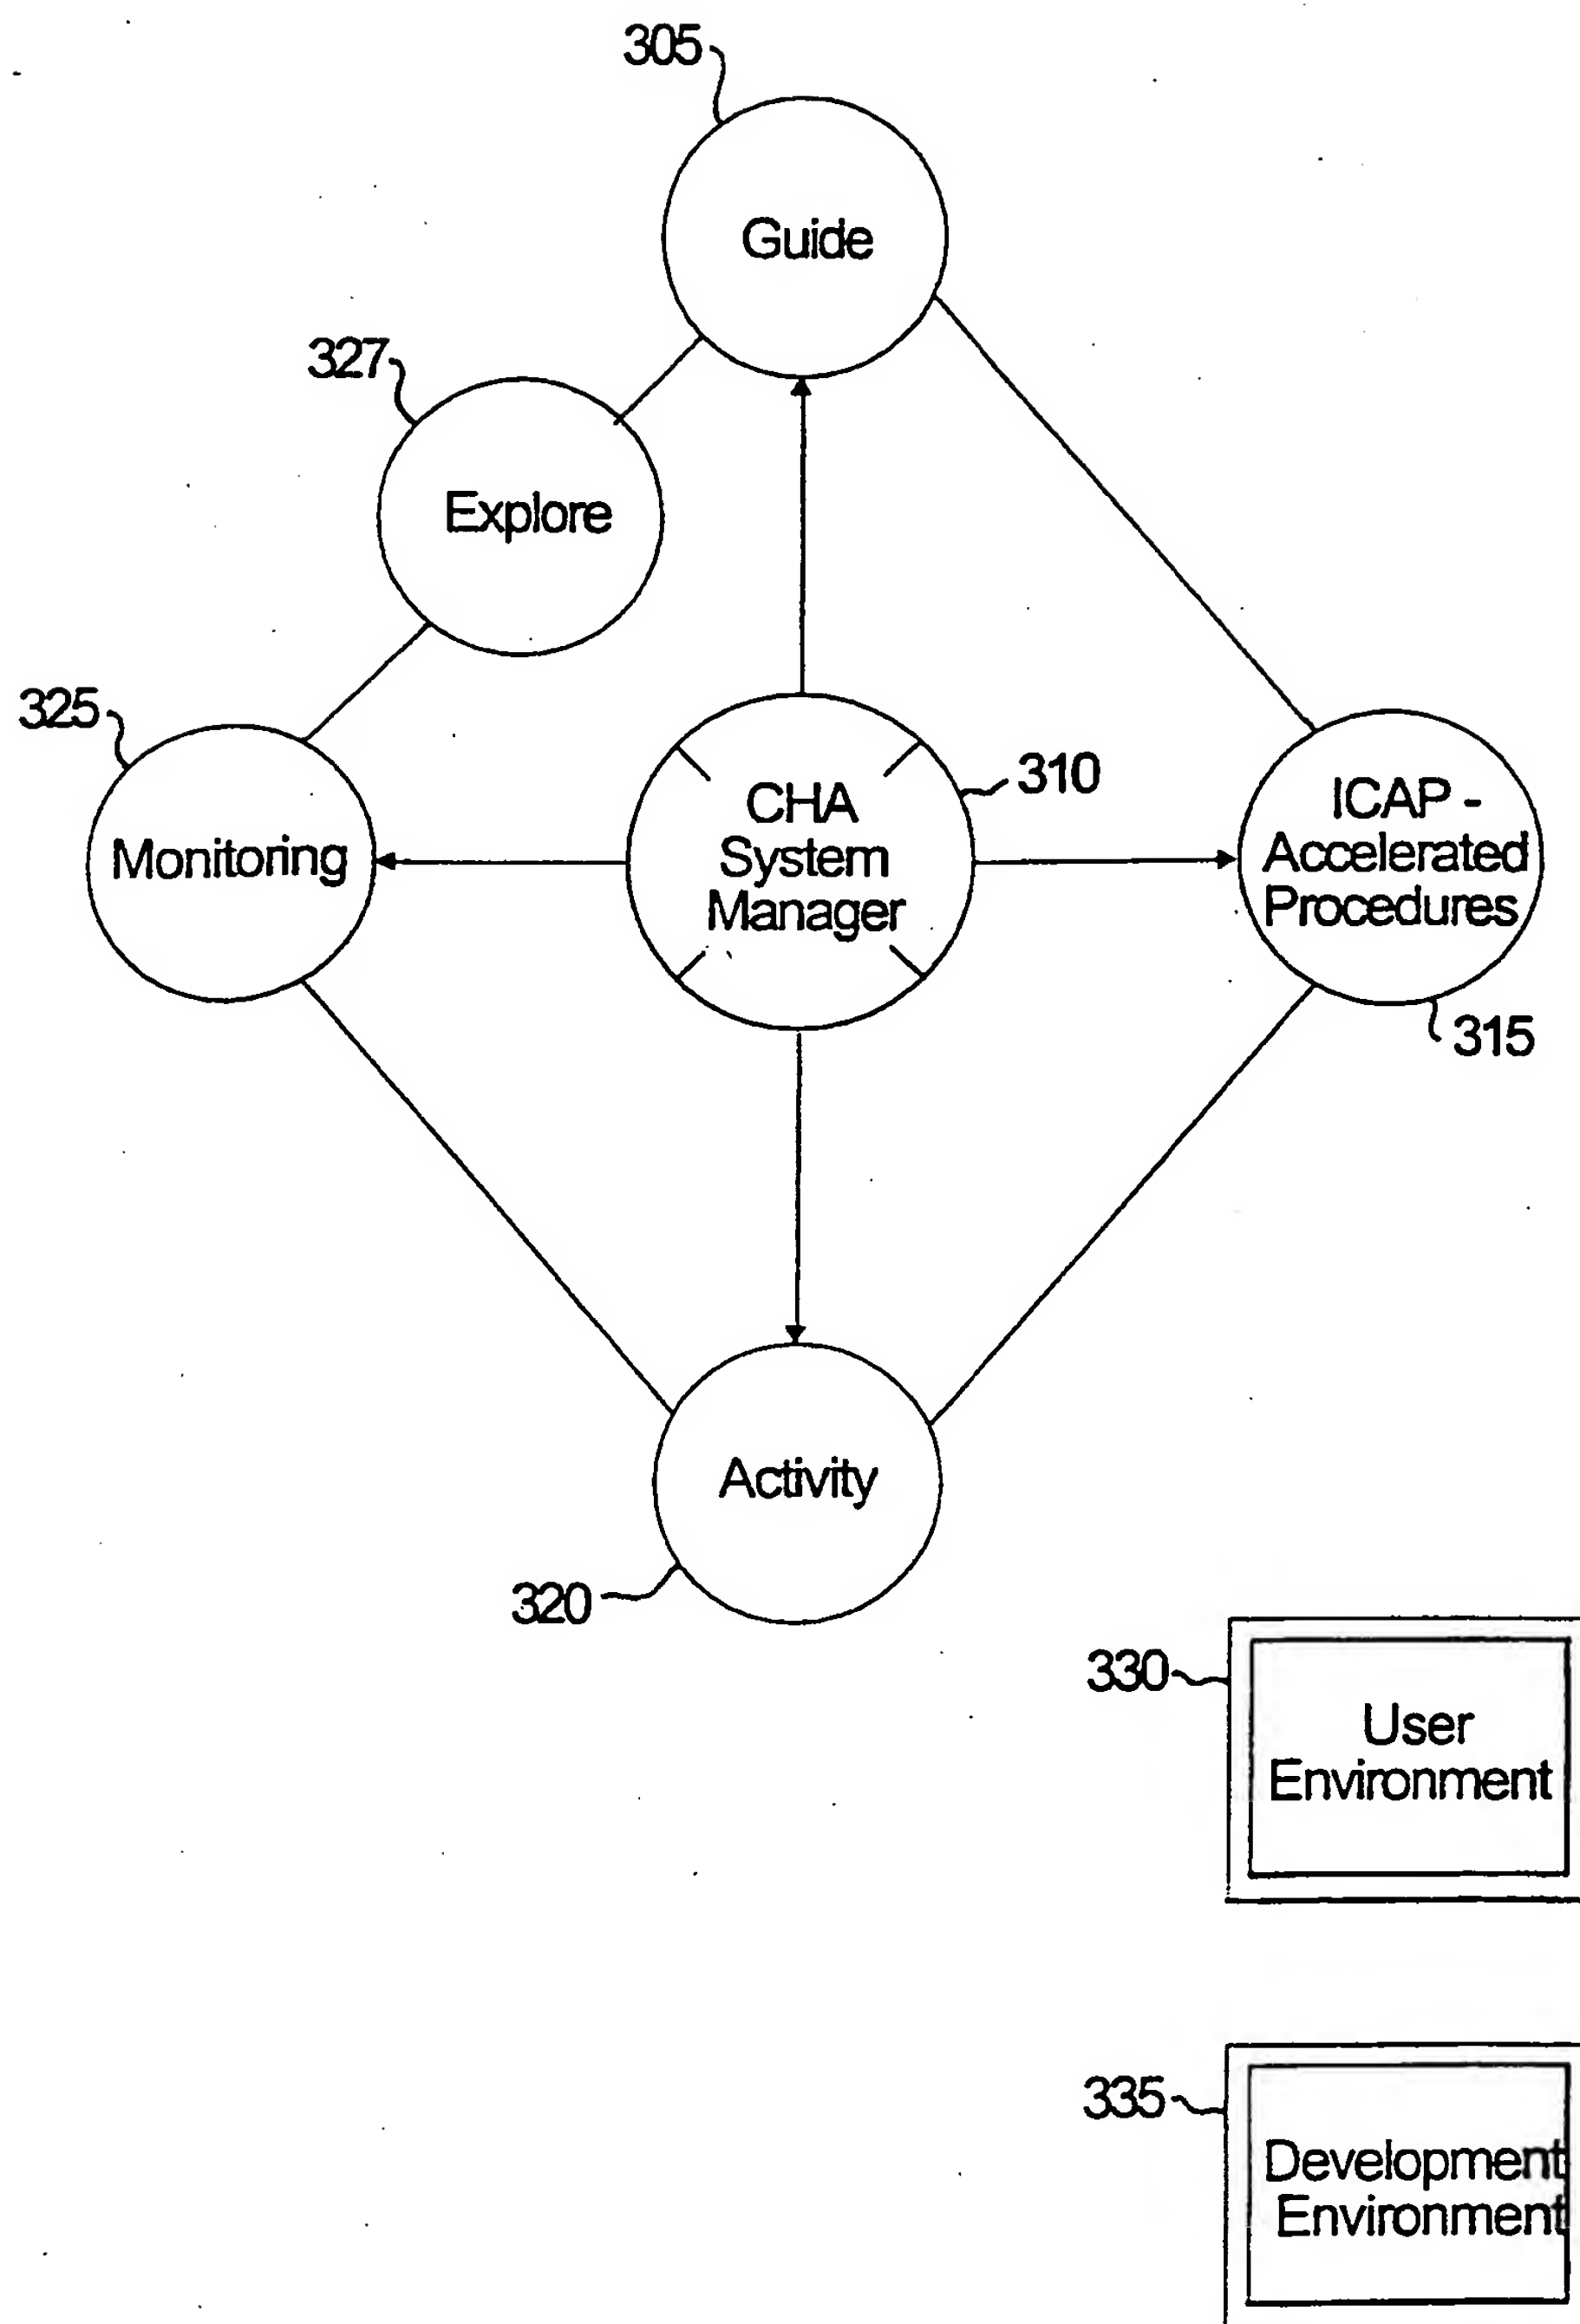 305
Guide
327
Explore
325
Monitoring
CHA
System
Manager
310
ICAP -
Accelerated
Procedures
315
Activity
320
330
User
Environment
335
Development
Environment